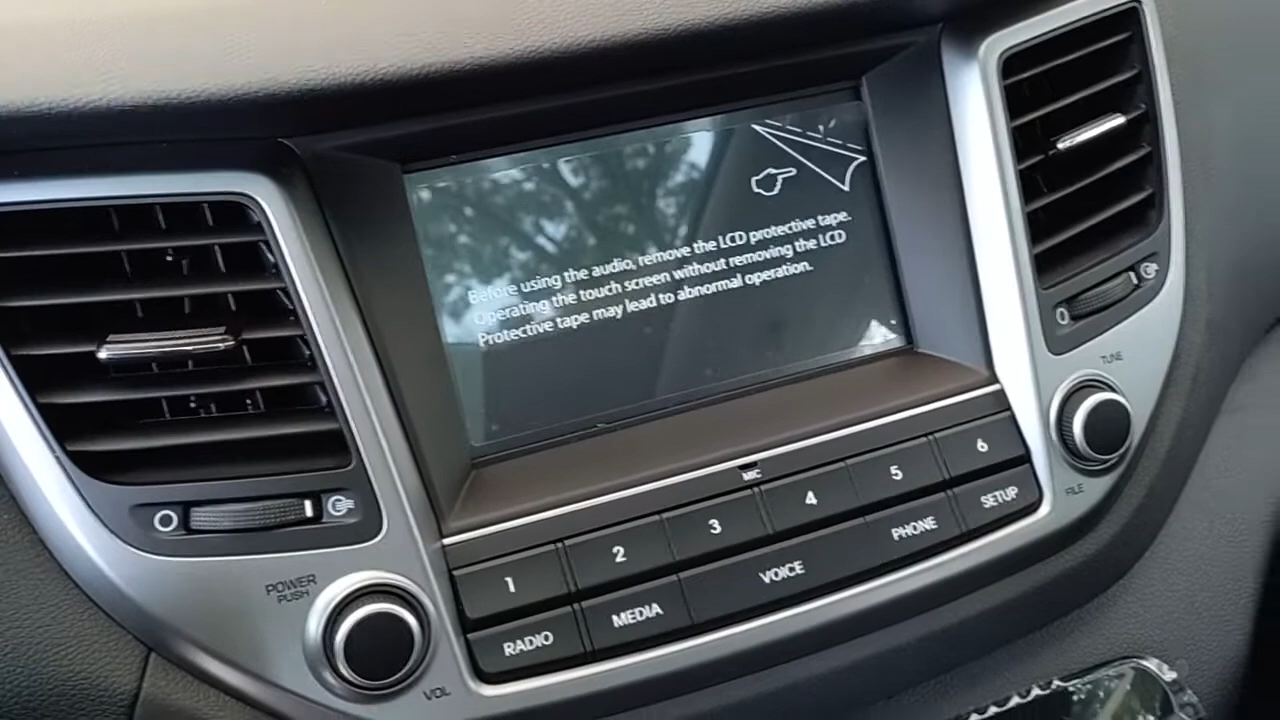 Before using the audio, remove the LCD protective tape.
Operating the touch screen without removing the LCD
Protective tape may lead to abnormal operation.
TUNE
FILE
MIC
1 2 3 4 5 6
RADIO MEDIA VOICE PHONE SETUP
POWER
PUSH
VOL